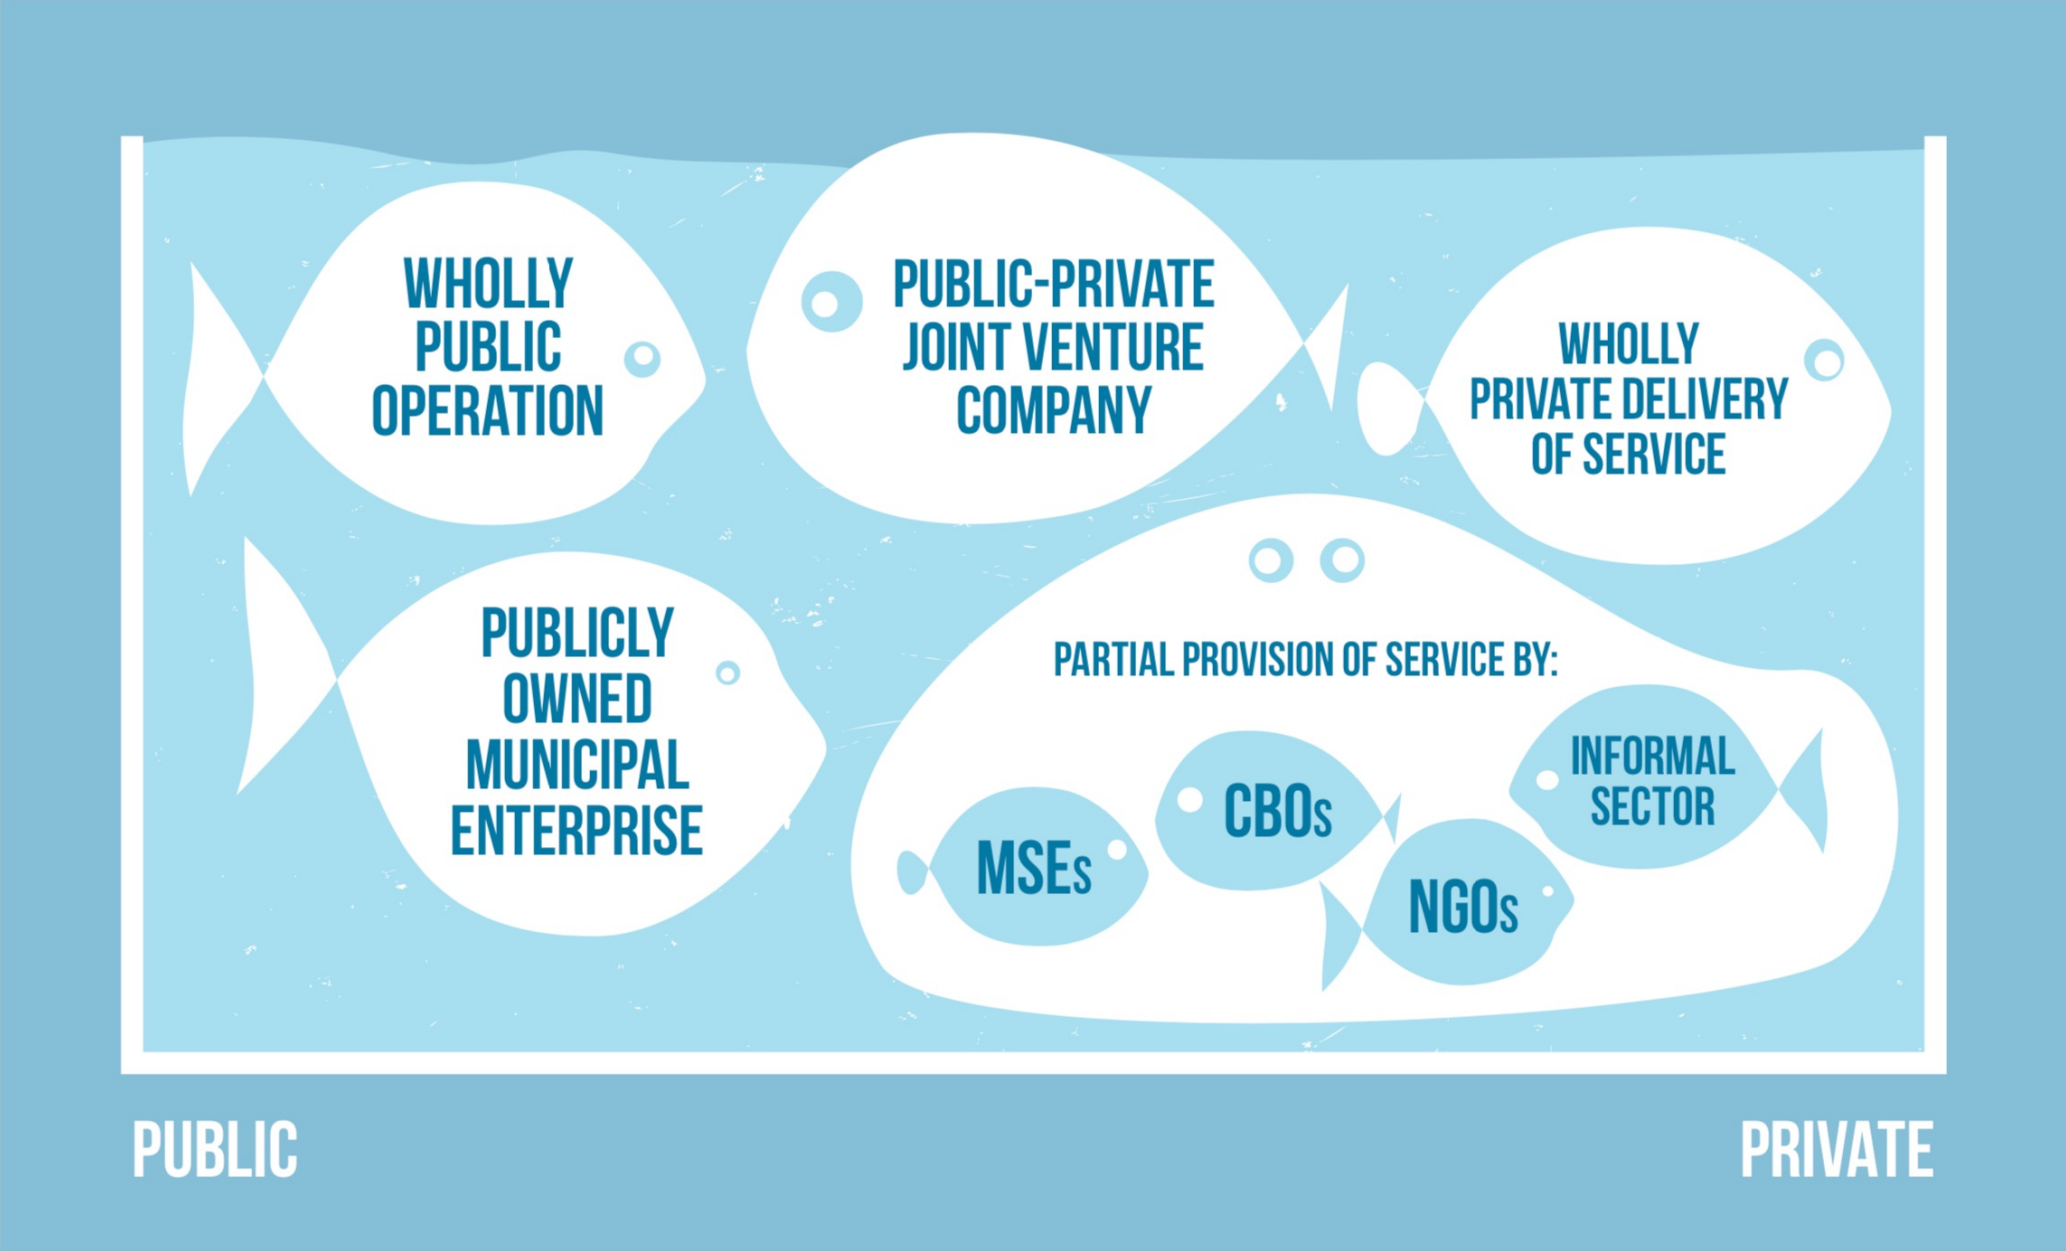 WHOLLY
PUBLIC
OPERATION
PUBLIC-PRIVATE
JOINT VENTURE
COMPANY
WHOLLY
PRIVATE DELIVERY
OF SERVICE
PUBLICLY
OWNED
MUNICIPAL
ENTERPRISE
PARTIAL PROVISION OF SERVICE BY:
MSEs
CBOs
NGOs
INFORMAL
SECTOR
PUBLIC
PRIVATE